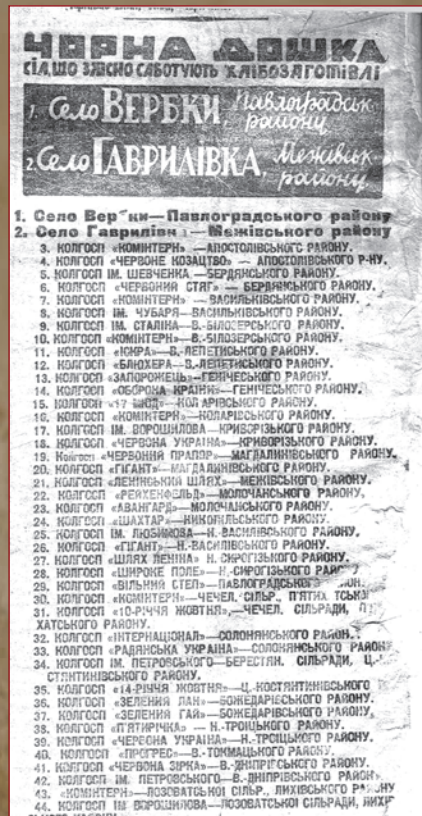 ЧОРНА ДОШКА
СІЛ, ЩО ЗЛІСНО САБОТУЮТЬ ХЛІБОЗАГОТІВЛІ
1. Село ВЕРБКИ, Павлоградськ.
району
2. Село ГАВРИЛІВКА, Межівськ.
району
1. Село Вер ки—Павлоградського району
2. Село Гаврилівк —Межівського району
3. КОЛГОСП «КОМІНТЕРН» —АПОСТОЛІВСЬКОГО РАЙОНУ.
4. КОЛГОСП «ЧЕРВОНЕ КОЗАЦТВО» — АПОСТОЛІВСЬКОГО Р-НУ.
5. КОЛГОСП ІМ. ШЕВЧЕНКА —БЕРДЯНСЬКОГО РАЙОНУ.
6. КОЛГОСП «ЧЕРВОНИЙ СТЯГ» — БЕРДЯНСЬКОГО РАЙОНУ.
7. КОЛГОСП «КОМІНТЕРН» —ВАСИЛЬКІВСЬКОГО РАЙОНУ.
8. КОЛГОСП ІМ. ЧУБАРЯ—ВАСИЛЬКІВСЬКОГО РАЙОНУ.
9. КОЛГОСП ІМ. СТАЛІНА—В.-БІЛОЗЕРСЬКОГО РАЙОНУ.
10. КОЛГОСП «КОМІНТЕРН»—В.-БІЛОЗЕРСЬКОГО РАЙОНУ.
11. КОЛГОСП «ІСКРА»—В.-ЛЕПЕТИСЬКОГО РАЙОНУ.
12. КОЛГОСП «БЛЮХЕРА—В.-ЛЕПЕТИСЬКОГО РАЙОНУ.
13. КОЛГОСП «ЗАПОРОЖЕЦЬ»—ГЕНІЧЕСЬКОГО РАЙОНУ.
14. КОЛГОСП «ОБОРОНА КРАЇНИ»—ГЕНІЧЕСЬКОГО РАЙОНУ.
15. КОЛГОСП «17 —КОЛАРІВСЬКОГО РАЙОНУ.
16. КОЛГОСП «КОМІНТЕРН»—КОЛАРІВСЬКОГО РАЙОНУ.
17. КОЛГОСП ІМ. ВОРОШИЛОВА—КРИВОРІЗЬКОГО РАЙОНУ.
18. КОЛГОСП «ЧЕРВОНА УКРАЇНА»—КРИВОРІЗЬКОГО РАЙОНУ.
19. Колгосп «ЧЕРВОНИЙ ПРАПОР»—МАГДАЛИНІВСЬКОГО РАЙОНУ.
20. КОЛГОСП «ГІГАНТ»—МАГДАЛИНІВСЬКОГО РАЙОНУ.
21. КОЛГОСП «ЛЕНІНСЬКИЙ ШЛЯХ»—МЕЖІВСЬКОГО РАЙОНУ.
22. КОЛГОСП «РЕЙХЕНФЕЛЬД»—МОЛОЧАНСЬКОГО РАЙОНУ.
23. КОЛГОСП «АВАНГАРД»—МОЛОЧАНСЬКОГО РАЙОНУ.
24. КОЛГОСП «ШАХТАР»—НИКОПІЛЬСЬКОГО РАЙОНУ.
25. КОЛГОСП ІМ. ЛЮБИМОВА—Н.-ВАСИЛІВСЬКОГО РАЙОНУ.
26. КОЛГОСП «ГІГАНТ»—Н.-ВАСИЛІВСЬКОГО РАЙОНУ.
27. КОЛГОСП «ШЛЯХ ЛЕНІНА» Н. СИРОГІЗЬКОГО РАЙОНУ.
28. КОЛГОСП «ШИРОКЕ ПОЛЕ»—Н.-СИРОГІЗЬКОГО РАЙ
29. КОЛГОСП «ВІЛЬНИЙ СТЕП»—ПАВЛОГРАДСЬКОГО
30. КОЛГОСП «КОМІНТЕРН»—ЧЕЧЕЛ. СІЛЬР.
31. КОЛГОСП «10-РІЧЧЯ ЖОВТНЯ»,—ЧЕЧЕЛ. СІЛЬРАДИ, П
ХАТСЬКОГО РАЙОНУ.
32. КОЛГОСП «ІНТЕРНАЦІОНАЛ»—СОЛОНЯНСЬКОГО РАЙОН.
33. КОЛГОСП «РАДЯНСЬКА УКРАЇНА»—СОЛОНЯНСЬКОГО РАЙОН
34. КОЛГОСП ІМ. ПЕТРОВСЬКОГО—БЕРЕСТЯН. СІЛЬРАДИ, Ц.-
СТЯНТИНІВСЬКОГО РАЙОНУ.
35. КОЛГОСП «14-РІЧЧЯ ЖОВТНЯ»—Ц.-КОСТЯНТИНІВСЬКОГО
36. КОЛГОСП «ЗЕЛЕНИЙ ЛАН»—БОЖЕДАРІВСЬКОГО РАЙОНУ.
37. КОЛГОСП «ЗЕЛЕНИЙ ГАЙ»—БОЖЕДАРІВСЬКОГО РАЙОНУ.
38. КОЛГОСП «П'ЯТИРІЧКА» — Н.-ТРОЇЦЬКОГО РАЙОНУ.
39. КОЛГОСП «ЧЕРВОНА УКРАЇНА»—Н.-ТРОЇЦЬКОГО РАЙОНУ.
40. КОЛГОСП «ПРОГРЕС»—В.-ТОКМАЦЬКОГО РАЙОНУ.
41. КОЛГОСП «ЧЕРВОНА ЗІРКА»—В.-ДНІПРІВСЬКОГО РАЙОНУ.
42. КОЛГОСП ІМ. ПЕТРОВСЬКОГО—В.-ДНІПРІВСЬКОГО РАЙОН
43. «КОМІНТЕРН»—ЛОЗОВАТСЬКОЇ СІЛЬР., ЛИХІВСЬКОГО РАЙОНУ
44. КОЛГОСП ІМ ВОРОШИЛОВА—ЛОЗОВАТСЬКОЇ СІЛЬРАДИ, ЛИХІВ